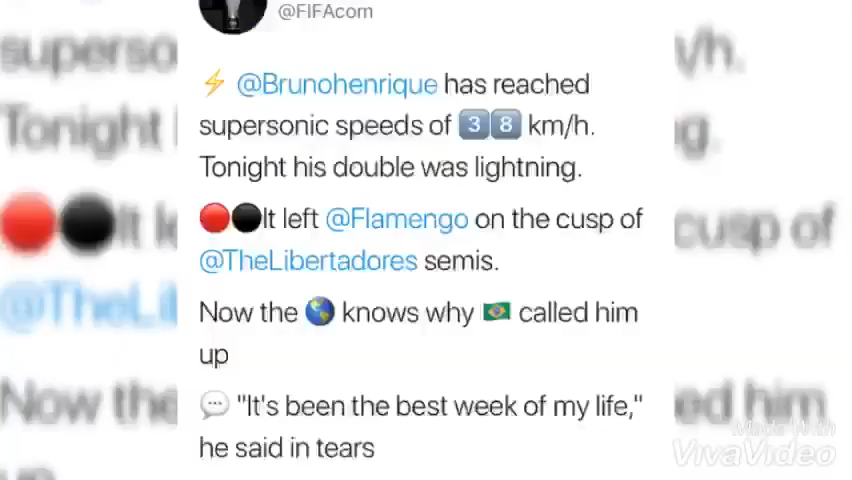 @FIFAcom
⚡ @Brunohenrique has reached
supersonic speeds of 3️⃣8️⃣ km/h.
Tonight his double was lightning.
🔴⚫It left @Flamengo on the cusp of
@TheLibertadores semis.
Now the 🌎 knows why 🇧🇷 called him
up
💬 "It's been the best week of my life,"
he said in tears
Made With
VivaVideo